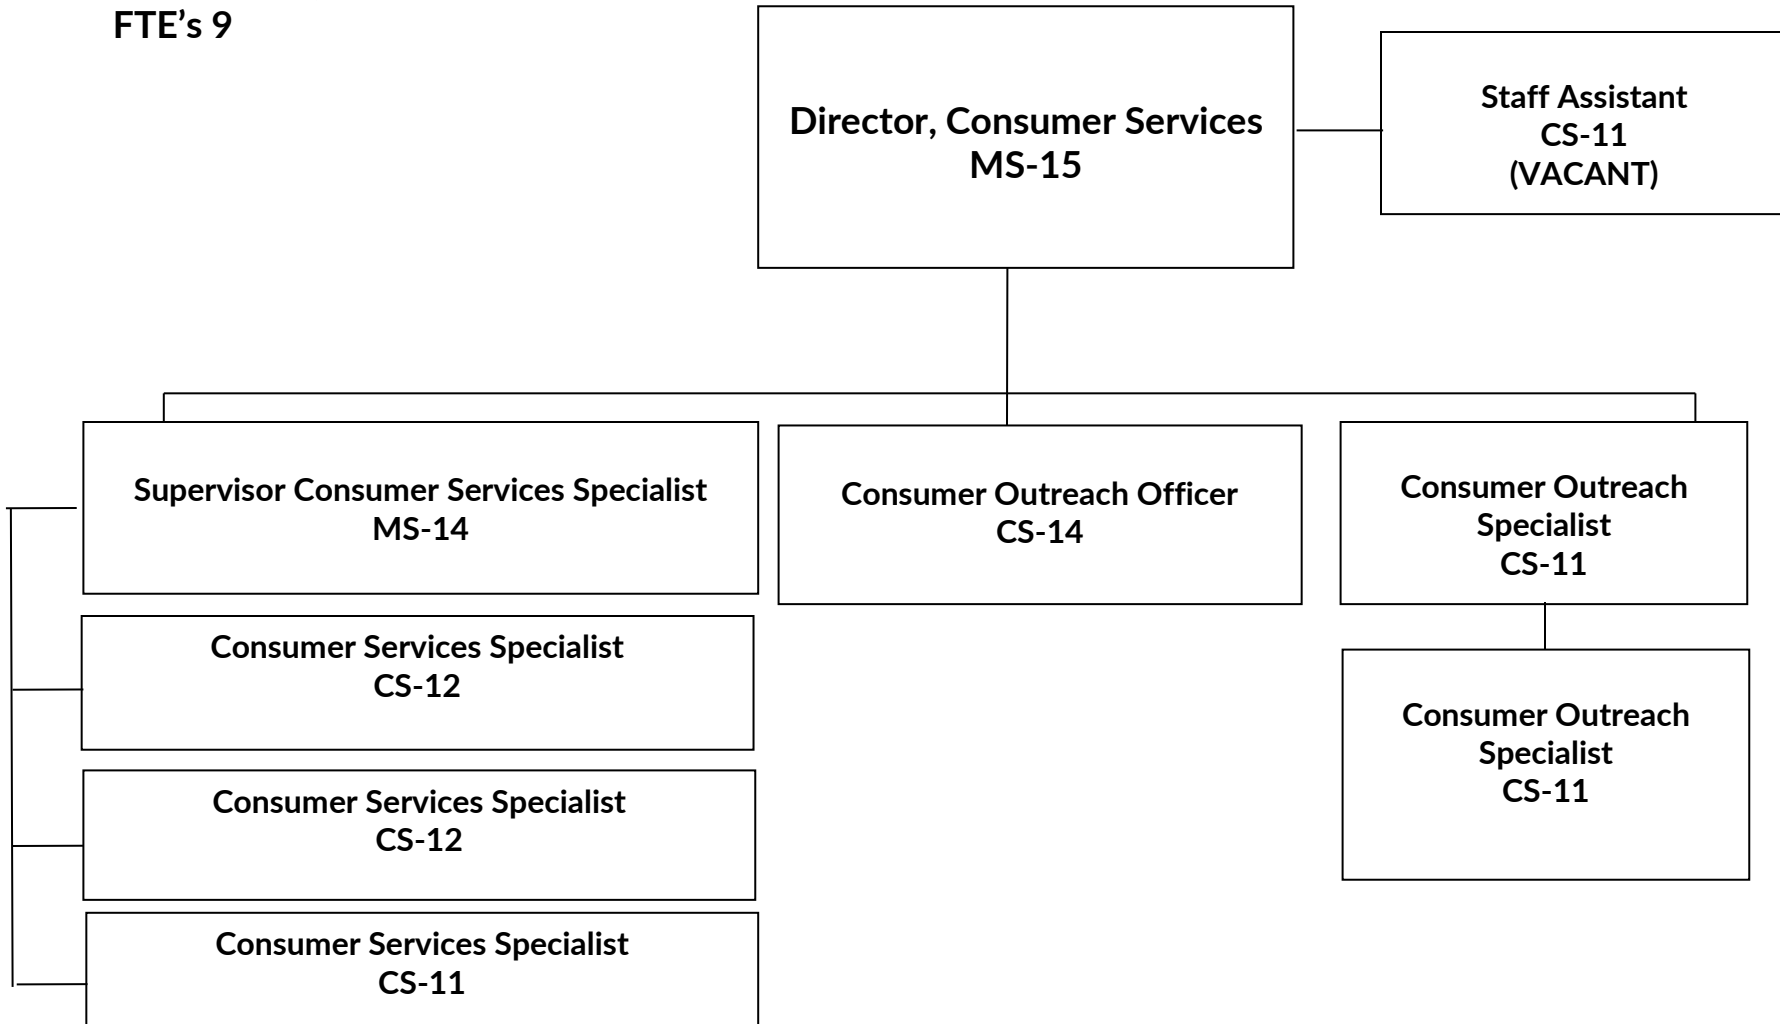 FTE’s 9
Director, Consumer Services
MS-15
Staff Assistant
CS-11
(VACANT)
Supervisor Consumer Services Specialist
MS-14
Consumer Outreach Officer
CS-14
Consumer Outreach
Specialist
CS-11
Consumer Services Specialist
CS-12
Consumer Outreach
Specialist
CS-11
Consumer Services Specialist
CS-12
Consumer Services Specialist
CS-11